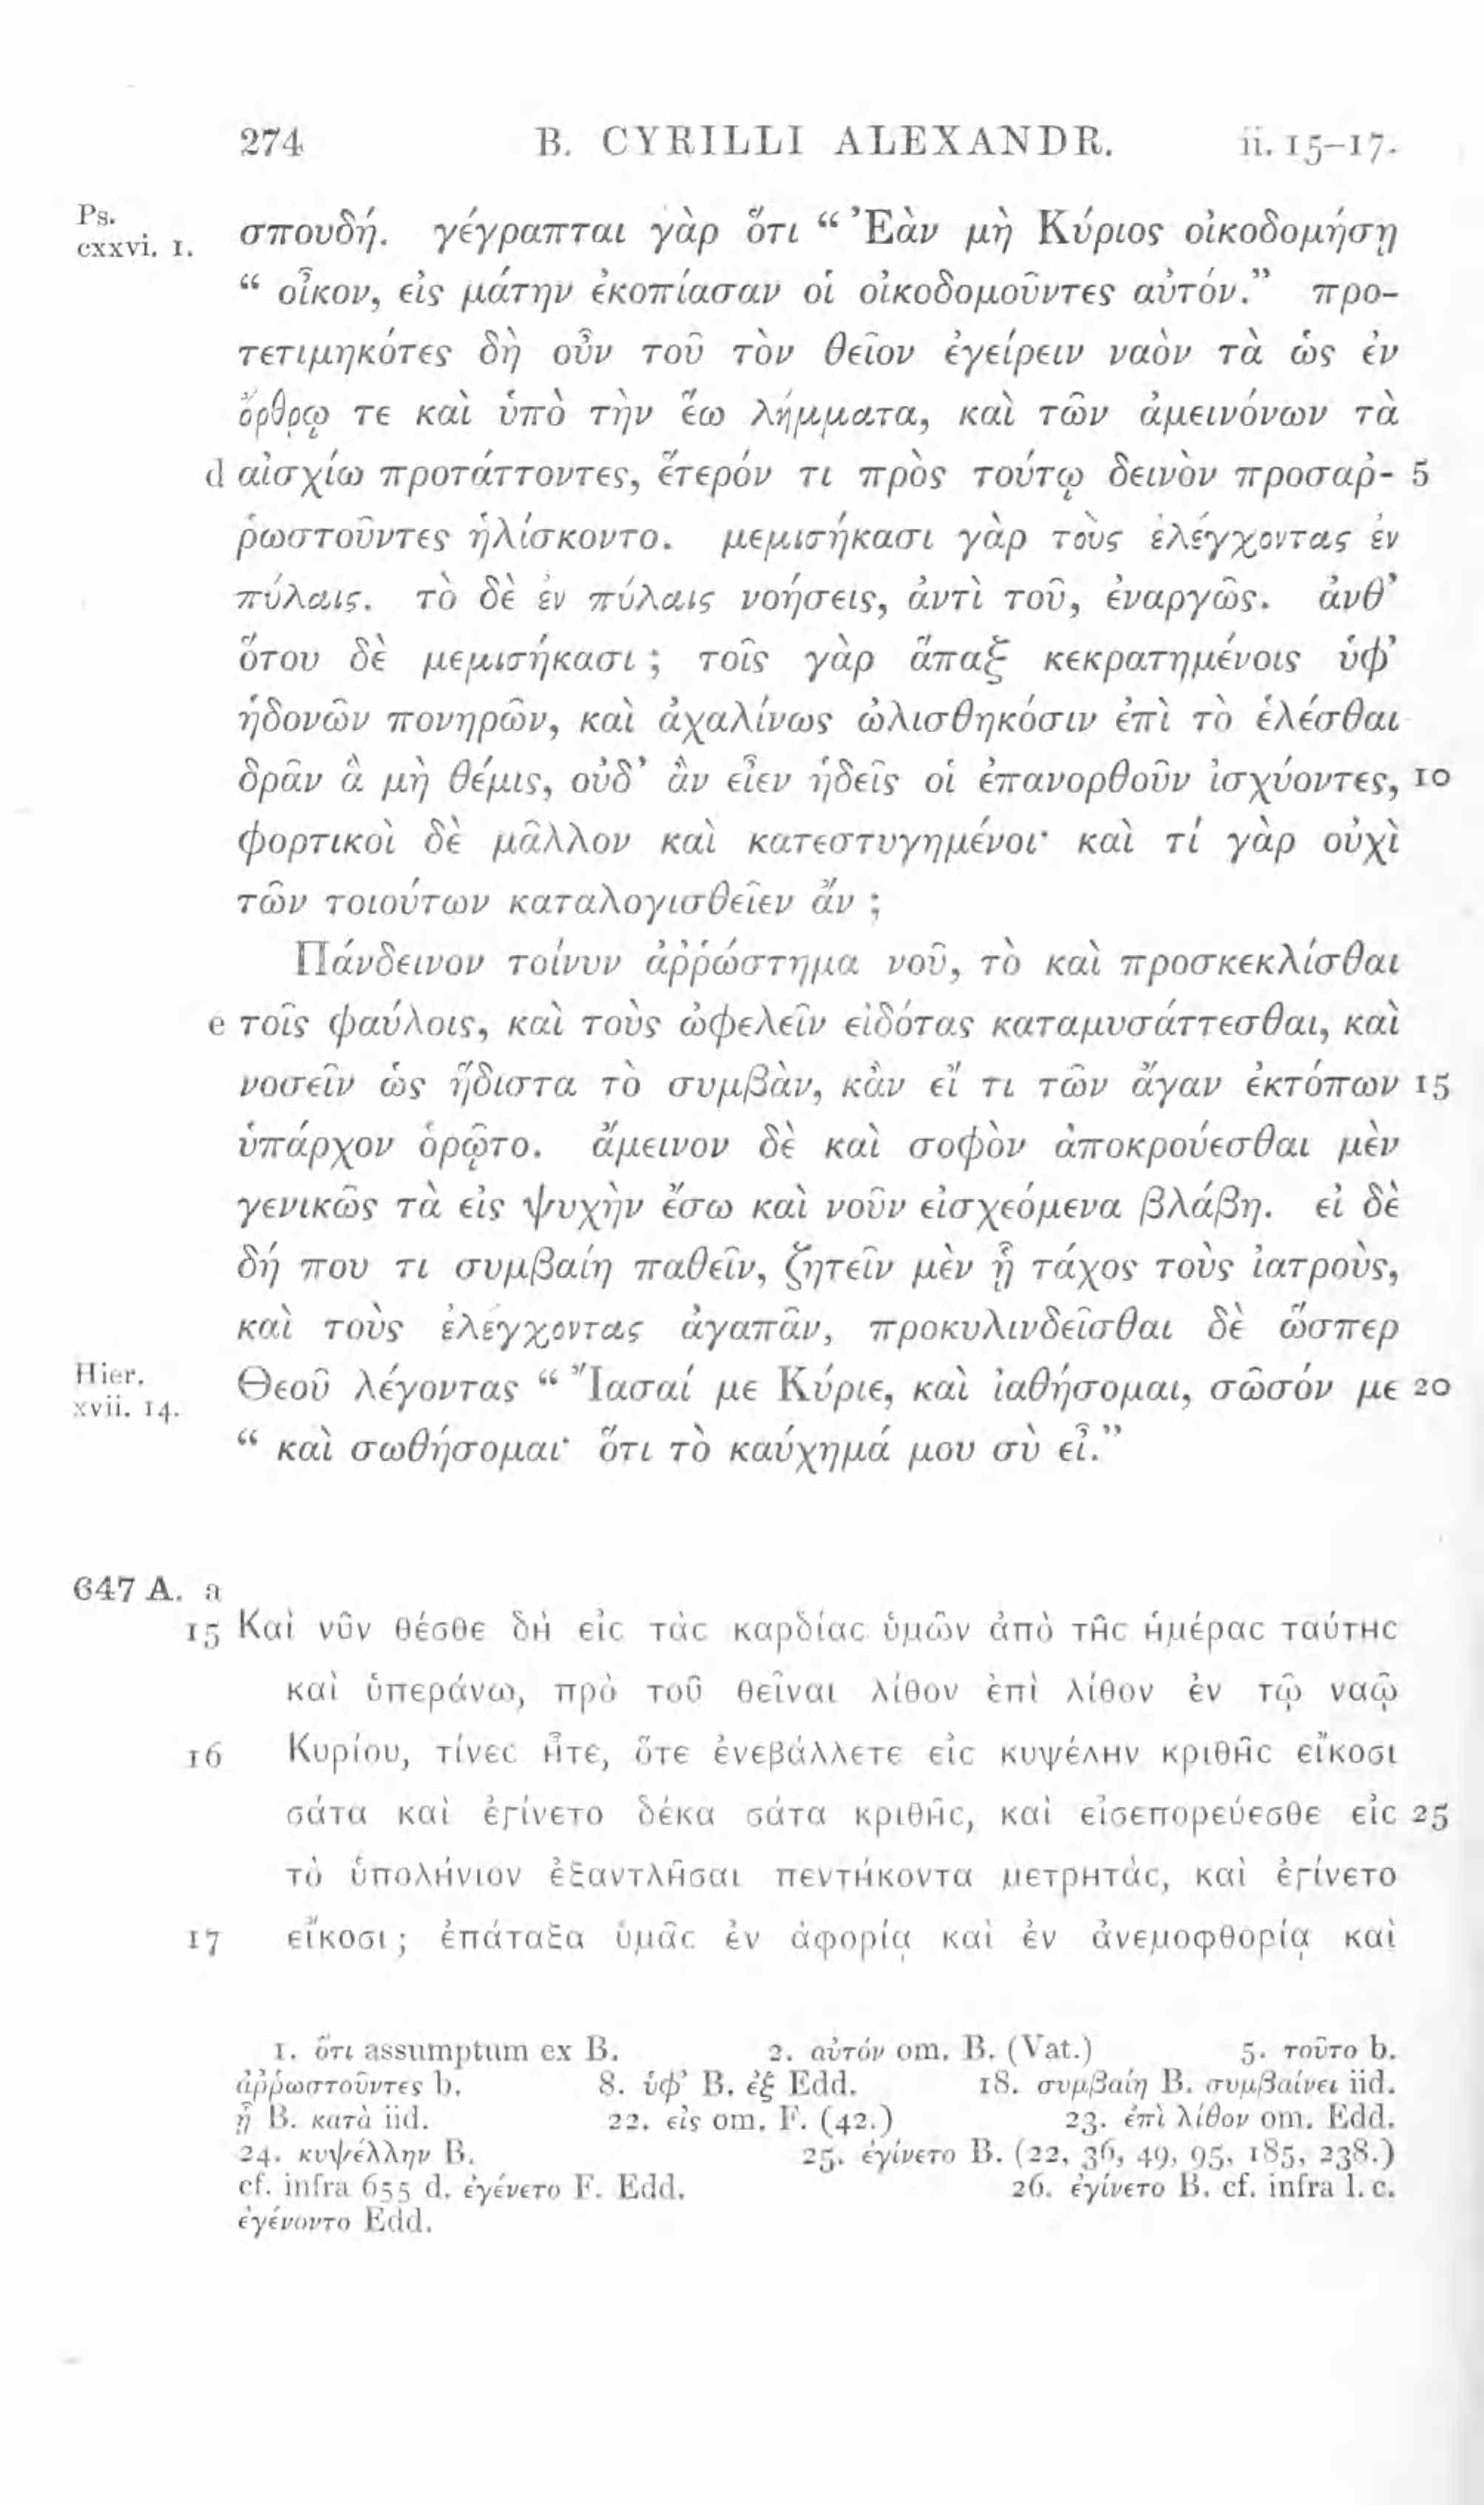 274 B. CYRILLI ALEXANDR. ii. 15–17.
Ps.
cxxvi. 1.
σπουδή. γέγραπται γὰρ ὅτι “ Ἐὰν μὴ Κύριος οἰκοδομήσῃ
“ οἶκον, εἰς μάτην ἐκοπίασαν οἱ οἰκοδομοῦντες αὐτόν.” προ-
τετιμηκότες δὴ οὖν τοῦ τὸν θεῖον ἐγείρειν ναὸν τὰ ὡς ἐν
ὄρθρῳ τε καὶ ὑπὸ τὴν ἕω λήμματα, καὶ τῶν ἀμεινόνων τὰ
d αἰσχίω προτάττοντες, ἕτερόν τι πρὸς τούτῳ δεινὸν προσαῤ- 5
ῥωστοῦντες ἡλίσκοντο. μεμισήκασι γὰρ τοὺς ἐλέγχοντας ἐν
πύλαις. τὸ δὲ ἐν πύλαις νοήσεις, ἀντὶ τοῦ, ἐναργῶς. ἀνθ’
ὅτου δὲ μεμισήκασι ; τοῖς γὰρ ἅπαξ κεκρατημένοις ὑφ’
ἡδονῶν πονηρῶν, καὶ ἀχαλίνως ὠλισθηκόσιν ἐπὶ τὸ ἑλέσθαι
δρᾶν ἃ μὴ θέμις, οὐδ’ ἂν εἶεν ἡδεῖς οἱ ἐπανορθοῦν ἰσχύοντες, 10
φορτικοὶ δὲ μᾶλλον καὶ κατεστυγημένοι· καὶ τί γὰρ οὐχὶ
τῶν τοιούτων καταλογισθεῖεν ἄν ;
Πάνδεινον τοίνυν ἀῤῥώστημα νοῦ, τὸ καὶ προσκεκλίσθαι
e τοῖς φαύλοις, καὶ τοὺς ὠφελεῖν εἰδότας καταμυσάττεσθαι, καὶ
νοσεῖν ὡς ἥδιστα τὸ συμβὰν, κἂν εἴ τι τῶν ἄγαν ἐκτόπων 15
ὑπάρχον ὁρῷτο. ἄμεινον δὲ καὶ σοφὸν ἀποκρούεσθαι μὲν
γενικῶς τὰ εἰς ψυχὴν ἔσω καὶ νοῦν εἰσχεόμενα βλάβη. εἰ δὲ
δή που τι συμβαίη παθεῖν, ζητεῖν μὲν ᾗ τάχος τοὺς ἰατροὺς,
καὶ τοὺς ἐλέγχοντας ἀγαπᾶν, προκυλινδεῖσθαι δὲ ὥσπερ
Hier.
xvii. 14.
Θεοῦ λέγοντας “ Ἴασαί με Κύριε, καὶ ἰαθήσομαι, σῶσόν με 20
“ καὶ σωθήσομαι· ὅτι τὸ καύχημά μου σὺ εἶ.”
647 A. a
15 Καὶ νῦν θέσθε δὴ εἰς τὰς καρδίας ὑμῶν ἀπὸ τῆς ἡμέρας ταύτης
καὶ ὑπεράνω, πρὸ τοῦ θεῖναι λίθον ἐπὶ λίθον ἐν τῷ ναῷ
16 Κυρίου, τίνες ἦτε, ὅτε ἐνεβάλλετε εἰς κυψέλην κριθῆς εἴκοσι
σάτα καὶ ἐγίνετο δέκα σάτα κριθῆς, καὶ εἰσεπορεύεσθε εἰς 25
τὸ ὑπολήνιον ἐξαντλῆσαι πεντήκοντα μετρητὰς, καὶ ἐγίνετο
17 εἴκοσι ; ἐπάταξα ὑμᾶς ἐν ἀφορίᾳ καὶ ἐν ἀνεμοφθορίᾳ καὶ
1. ὅτι assumptum ex B. 2. αὐτόν om. B. (Vat.) 5. τοῦτο b.
ἀῤῥωστοῦντες b. 8. ὑφ’ B. ἐξ Edd. 18. συμβαίη B. συμβαίνει iid.
ᾗ B. κατὰ iid. 22. εἰς om. F. (42.) 23. ἐπὶ λίθον om. Edd.
24. κυψέλλην B. 25. ἐγίνετο B. (22, 36, 49, 95, 185, 238.)
cf. infra 655 d. ἐγένετο F. Edd. 26. ἐγίνετο B. cf. infra l. c.
ἐγένοντο Edd.